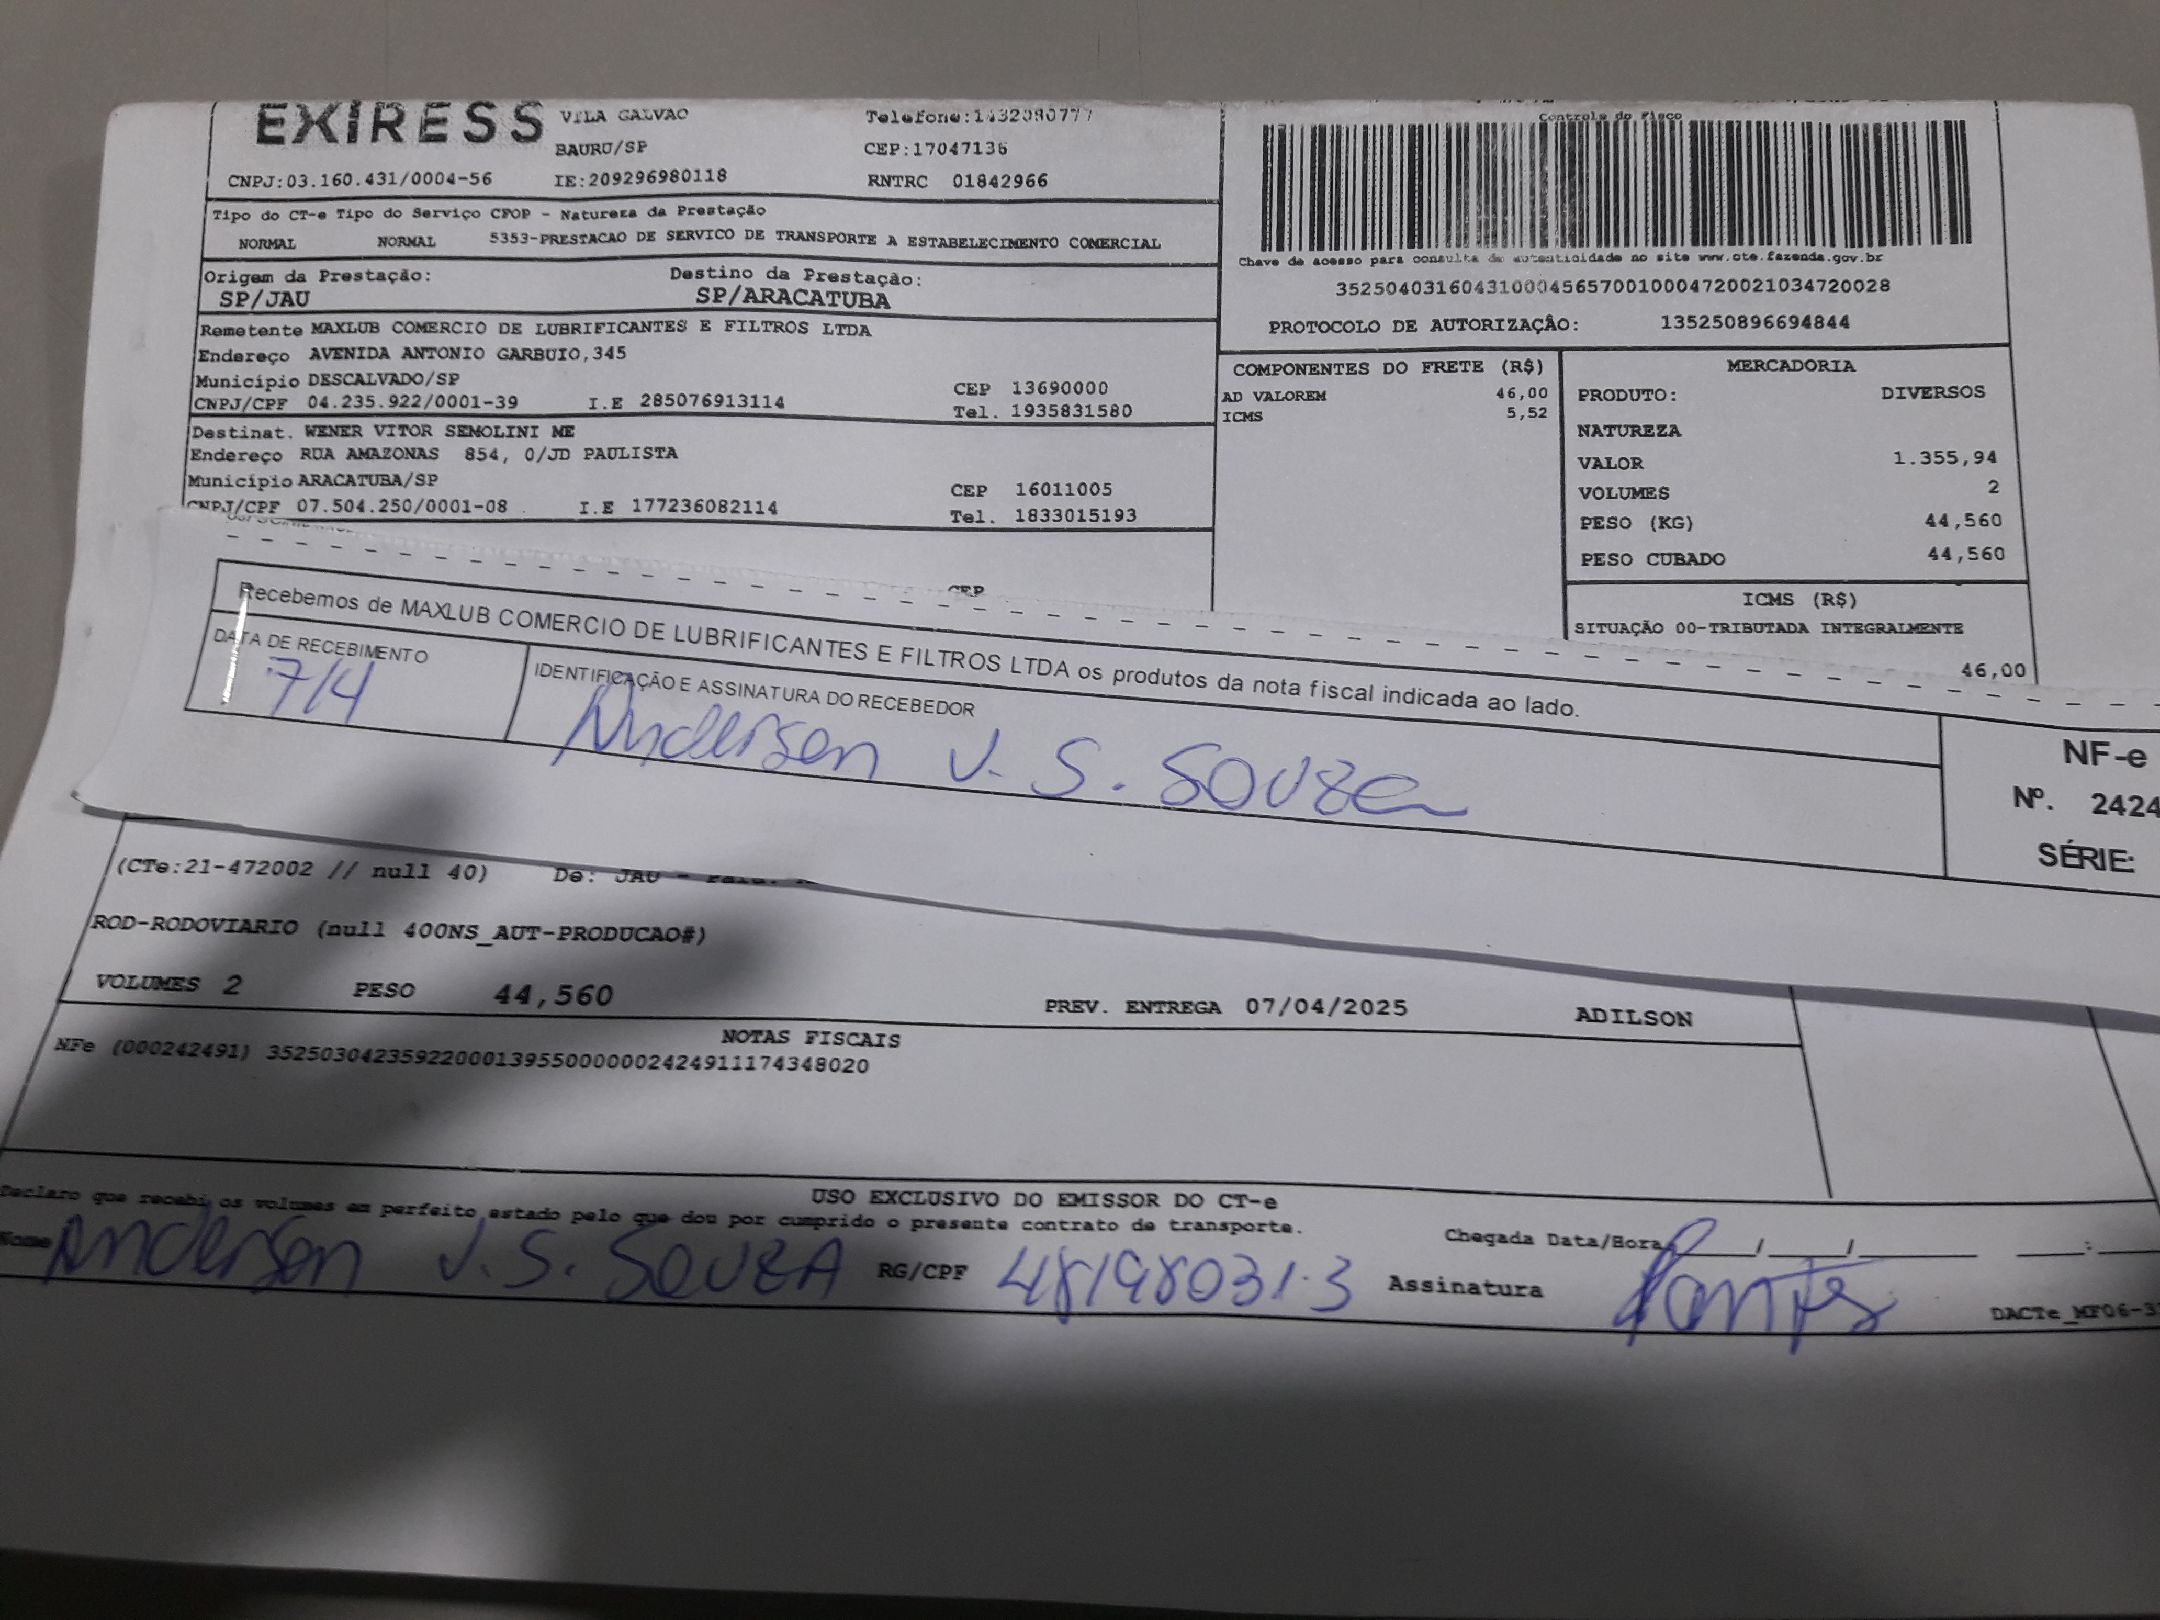 EXIRESS VILA GALVAO Telefone:1432080777
BAURU/SP CEP:17047136
CNPJ:03.160.431/0004-56 IE:209296980118 RNTRC 01842966
Tipo do CT-e Tipo do Serviço CFOP - Natureza da Prestação
NORMAL NORMAL 5353-PRESTACAO DE SERVICO DE TRANSPORTE A ESTABELECIMENTO COMERCIAL
Origem da Prestação: Destino da Prestação:
SP/JAU SP/ARACATUBA
Remetente MAXLUB COMERCIO DE LUBRIFICANTES E FILTROS LTDA
Endereço AVENIDA ANTONIO GARBUIO,345
Município DESCALVADO/SP CEP 13690000
CNPJ/CPF 04.235.922/0001-39 I.E 285076913114 Tel. 1935831580
Destinat. WENER VITOR SEMOLINI ME
Endereço RUA AMAZONAS 854, 0/JD PAULISTA
Município ARACATUBA/SP CEP 16011005
CNPJ/CPF 07.504.250/0001-08 I.E 177236082114 Tel. 1833015193
CEP
Controle do Fisco
Chave de acesso para consulta de autenticidade no site www.cte.fazenda.gov.br
35250403160431000456570010004720021034720028
PROTOCOLO DE AUTORIZAÇÃO: 135250896694844
COMPONENTES DO FRETE (R$)
AD VALOREM 46,00
ICMS 5,52
MERCADORIA
PRODUTO: DIVERSOS
NATUREZA
VALOR 1.355,94
VOLUMES 2
PESO (KG) 44,560
PESO CUBADO 44,560
ICMS (R$)
SITUAÇÃO 00-TRIBUTADA INTEGRALMENTE
46,00
Recebemos de MAXLUB COMERCIO DE LUBRIFICANTES E FILTROS LTDA os produtos da nota fiscal indicada ao lado.
DATA DE RECEBIMENTO IDENTIFICAÇÃO E ASSINATURA DO RECEBEDOR
7/4 Anderson V. S. Souza
NF-e
Nº. 2424
SÉRIE:
(CTe:21-472002 // null 40) De: JAU -
ROD-RODOVIARIO (null 400NS_AUT-PRODUCAO#)
VOLUMES 2 PESO 44,560 PREV. ENTREGA 07/04/2025 ADILSON
NOTAS FISCAIS
NFe (000242491) 35250304235922000139550000002424911174348020
USO EXCLUSIVO DO EMISSOR DO CT-e
Declaro que recebi os volumes em perfeito estado pelo que dou por cumprido o presente contrato de transporte.
Chegada Data/Hora / / :
Nome Anderson V. S. SOUZA RG/CPF 48198031-3 Assinatura
DACTe_MF06-3